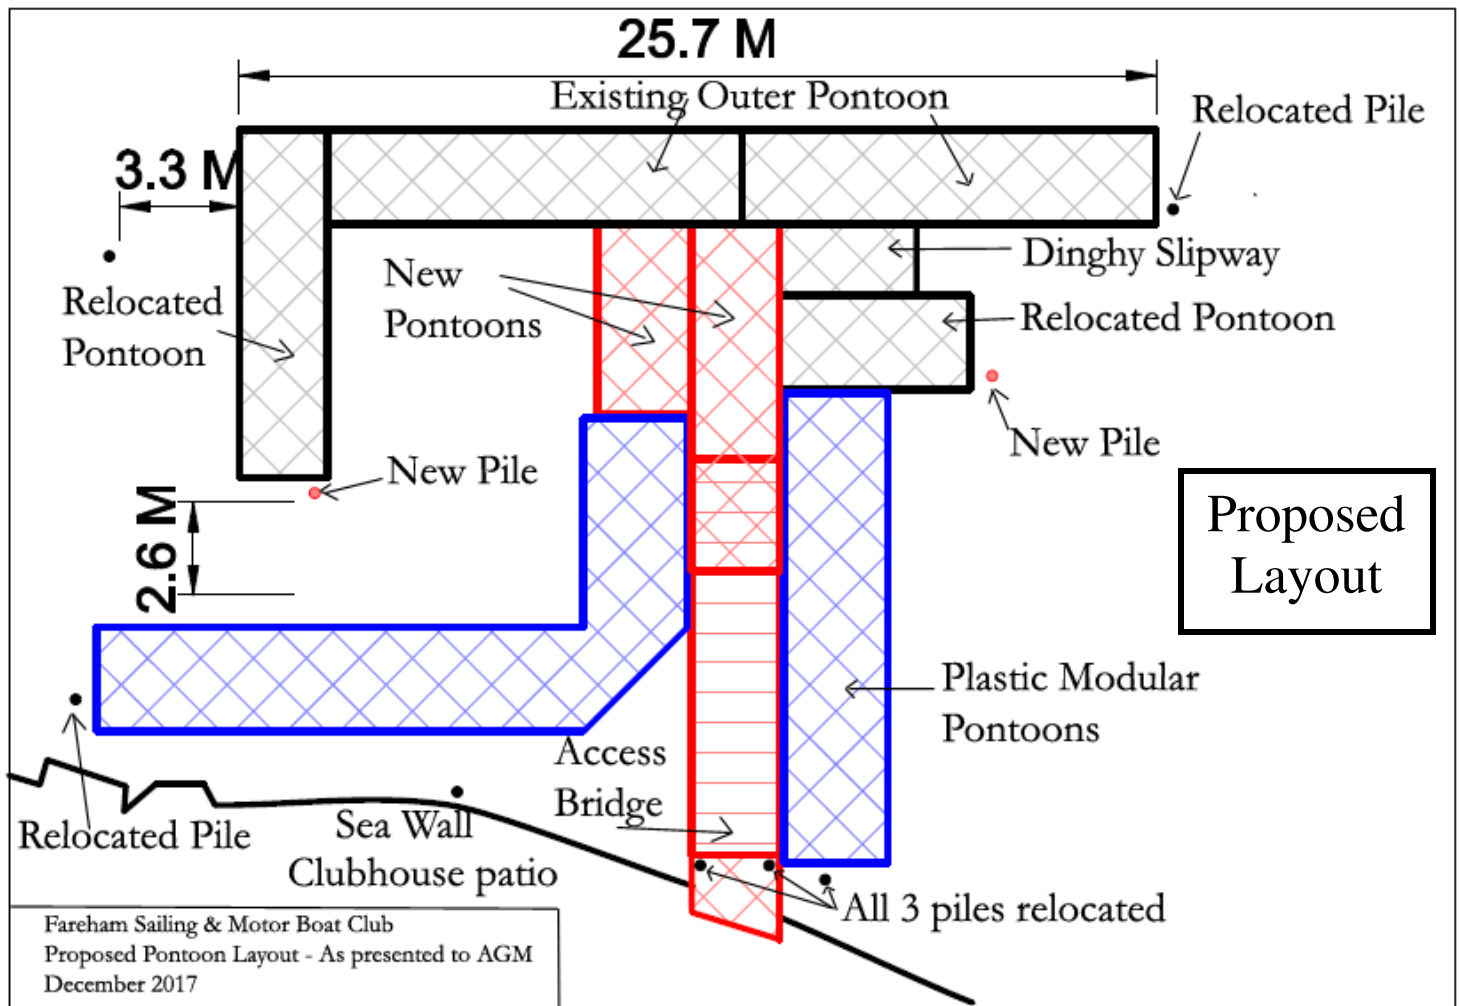 25.7 M
Existing Outer Pontoon
Relocated Pile
3.3 M
Dinghy Slipway
New
Pontoons
Relocated
Pontoon
Relocated Pontoon
New Pile
New Pile
2.6 M
Proposed
Layout
Plastic Modular
Pontoons
Access
Bridge
Relocated Pile
Sea Wall
Clubhouse patio
All 3 piles relocated
Fareham Sailing & Motor Boat Club
Proposed Pontoon Layout - As presented to AGM
December 2017